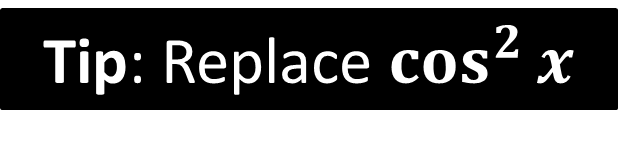 Tip: Replace cos² x